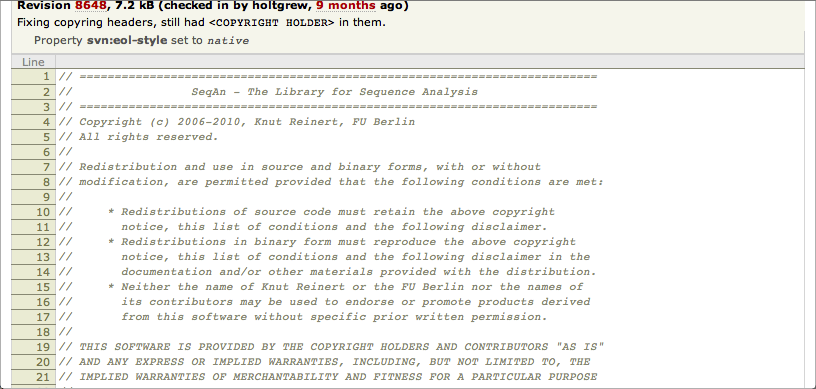 Revision 8648, 7.2 kB (checked in by holtgrew, 9 months ago)
Fixing copyring headers, still had <COPYRIGHT HOLDER> in them.
Property svn:eol-style set to native
Line
1 // ==========================================================================
2 //                 SeqAn - The Library for Sequence Analysis
3 // ==========================================================================
4 // Copyright (c) 2006-2010, Knut Reinert, FU Berlin
5 // All rights reserved.
6 //
7 // Redistribution and use in source and binary forms, with or without
8 // modification, are permitted provided that the following conditions are met:
9 //
10 //     * Redistributions of source code must retain the above copyright
11 //       notice, this list of conditions and the following disclaimer.
12 //     * Redistributions in binary form must reproduce the above copyright
13 //       notice, this list of conditions and the following disclaimer in the
14 //       documentation and/or other materials provided with the distribution.
15 //     * Neither the name of Knut Reinert or the FU Berlin nor the names of
16 //       its contributors may be used to endorse or promote products derived
17 //       from this software without specific prior written permission.
18 //
19 // THIS SOFTWARE IS PROVIDED BY THE COPYRIGHT HOLDERS AND CONTRIBUTORS "AS IS"
20 // AND ANY EXPRESS OR IMPLIED WARRANTIES, INCLUDING, BUT NOT LIMITED TO, THE
21 // IMPLIED WARRANTIES OF MERCHANTABILITY AND FITNESS FOR A PARTICULAR PURPOSE